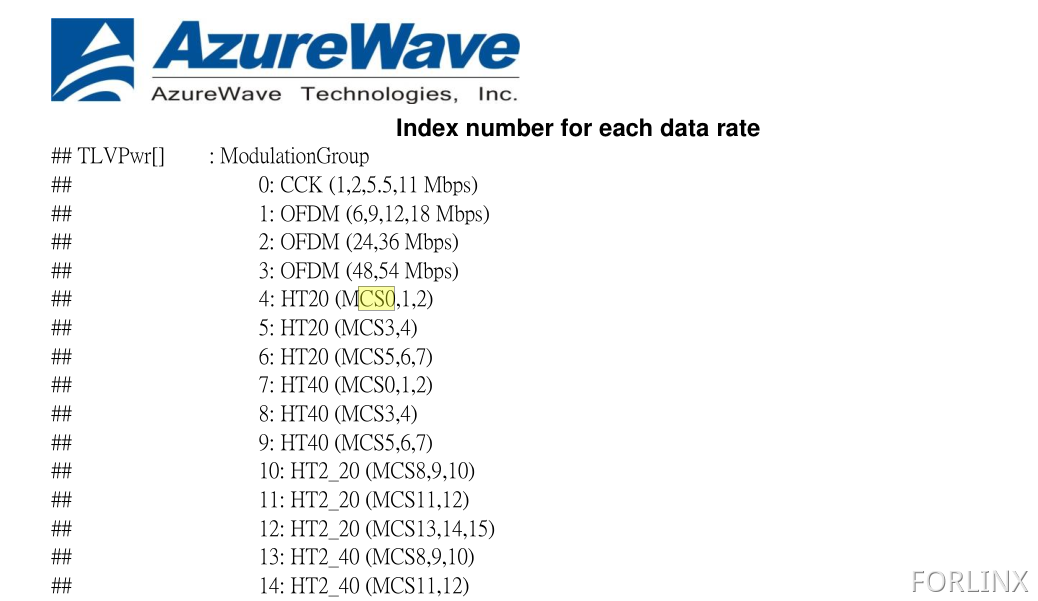 AzureWave
AzureWave Technologies, Inc.
Index number for each data rate
## TLVPwr[] : ModulationGroup
## 0: CCK (1,2,5.5,11 Mbps)
## 1: OFDM (6,9,12,18 Mbps)
## 2: OFDM (24,36 Mbps)
## 3: OFDM (48,54 Mbps)
## 4: HT20 (MCS0,1,2)
## 5: HT20 (MCS3,4)
## 6: HT20 (MCS5,6,7)
## 7: HT40 (MCS0,1,2)
## 8: HT40 (MCS3,4)
## 9: HT40 (MCS5,6,7)
## 10: HT2_20 (MCS8,9,10)
## 11: HT2_20 (MCS11,12)
## 12: HT2_20 (MCS13,14,15)
## 13: HT2_40 (MCS8,9,10)
## 14: HT2_40 (MCS11,12)
FORLINX